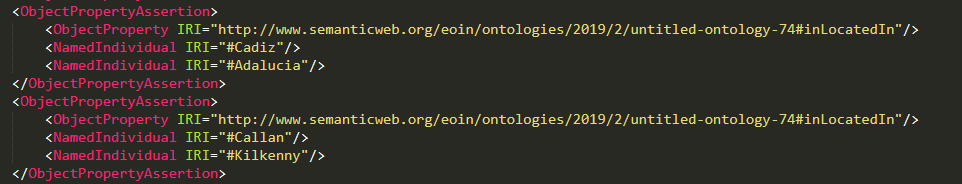 <ObjectPropertyAssertion>
<ObjectProperty IRI="http://www.semanticweb.org/eoin/ontologies/2019/2/untitled-ontology-74#inLocatedIn"/>
<NamedIndividual IRI="#Cadiz"/>
<NamedIndividual IRI="#Adalucia"/>
</ObjectPropertyAssertion>
<ObjectPropertyAssertion>
<ObjectProperty IRI="http://www.semanticweb.org/eoin/ontologies/2019/2/untitled-ontology-74#inLocatedIn"/>
<NamedIndividual IRI="#Callan"/>
<NamedIndividual IRI="#Kilkenny"/>
</ObjectPropertyAssertion>